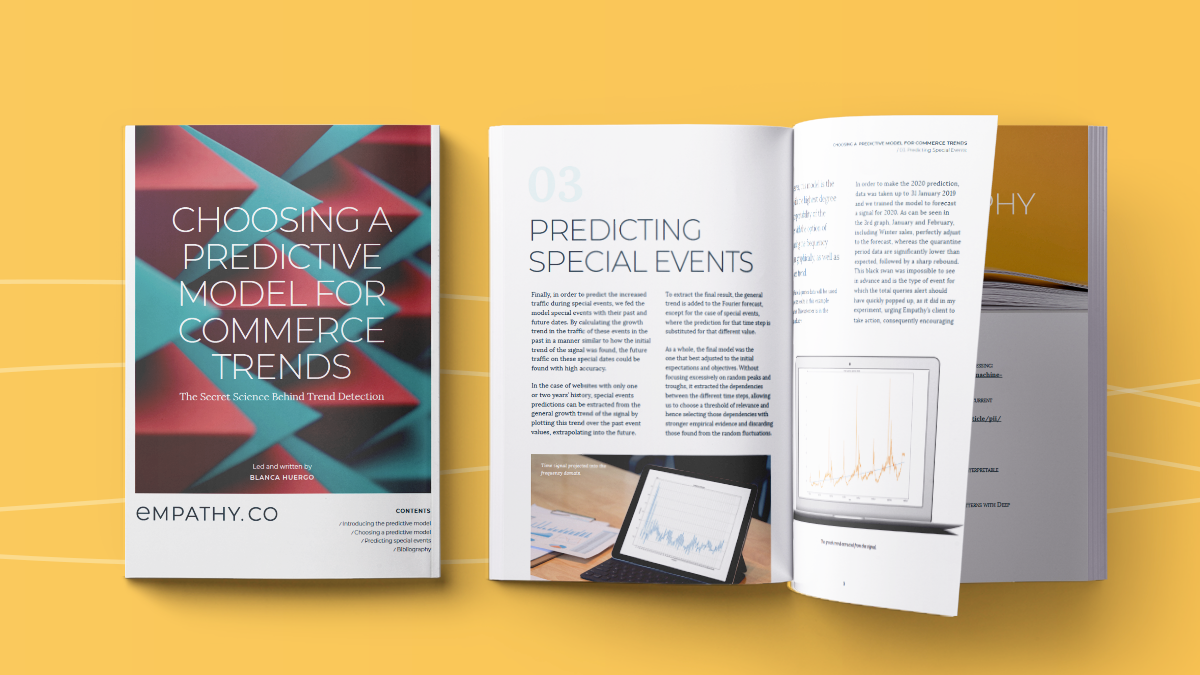 CHOOSING A
PREDICTIVE
MODEL FOR
COMMERCE
TRENDS
The Secret Science Behind Trend Detection
Led and written by
BLANCA HUERGO
eMPATHY.CO
CONTENTS
/Introducing the predictive model
/Choosing a predictive model
/Predicting special events
/Bibliography
03
PREDICTING
SPECIAL EVENTS
Finally, in order to predict the increased
traffic during special events, we fed the
model special events with their past and
future dates. By calculating the growth
trend in the traffic of these events in the
past in a manner similar to how the initial
trend of the signal was found, the future
traffic on these special dates could be
found with high accuracy.
In the case of websites with only one
or two years' history, special events
predictions can be extracted from the
general growth trend of the signal by
plotting this trend over the past event
values, extrapolating into the future.
To extract the final result, the general
trend is added to the Fourier forecast,
except for the case of special events,
where the prediction for that time step is
substituted for that different value.
As a whole, the final model was the
one that best adjusted to the initial
expectations and objectives. Without
focusing excessively on random peaks and
troughs, it extracted the dependencies
between the different time steps, allowing
us to choose a threshold of relevance and
hence selecting those dependencies with
stronger empirical evidence and discarding
those found from the random fluctuations.
Time signal projected into the
frequency domain.
CHOOSING A PREDICTIVE MODEL FOR COMMERCE TRENDS
/ 03 Predicting Special Events
In order to make the 2020 prediction,
data was taken up to 31 January 2019
and we trained the model to forecast
a signal for 2020. As can be seen in
the 3rd graph, January and February,
including Winter sales, perfectly adjust
to the forecast, whereas the quarantine
period data are significantly lower than
expected, followed by a sharp rebound.
This black swan was impossible to see
in advance and is the type of event for
which the total queries alert should
have quickly popped up, as it did in my
experiment, urging Empathy's client to
take action, consequently encouraging
PHY